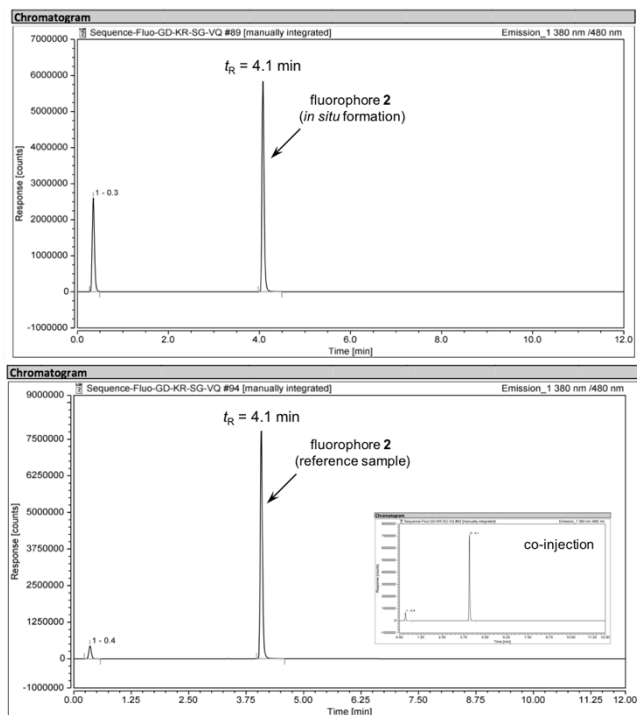 Chromatogram
Sequence-Fluo-GD-KR-SG-VQ #89 [manually integrated] Emission_1 380 nm /480 nm
7000000
6000000
5000000
4000000
3000000
2000000
1000000
0
-1000000
Response [counts]
tR = 4.1 min
fluorophore 2
(in situ formation)
1 - 0.3
0.0 2.0 4.0 6.0 8.0 10.0 12.0
Time [min]
Chromatogram
Sequence-Fluo-GD-KR-SG-VQ #94 [manually integrated] Emission_1 380 nm /480 nm
9000000
7500000
6250000
5000000
3750000
2500000
1250000
0
-1000000
Response [counts]
tR = 4.1 min
fluorophore 2
(reference sample)
1 - 0.4
Chromatogram
co-injection
0.00 1.25 2.50 3.75 5.00 6.25 7.50 8.75 10.00 11.25 12.00
Time [min]